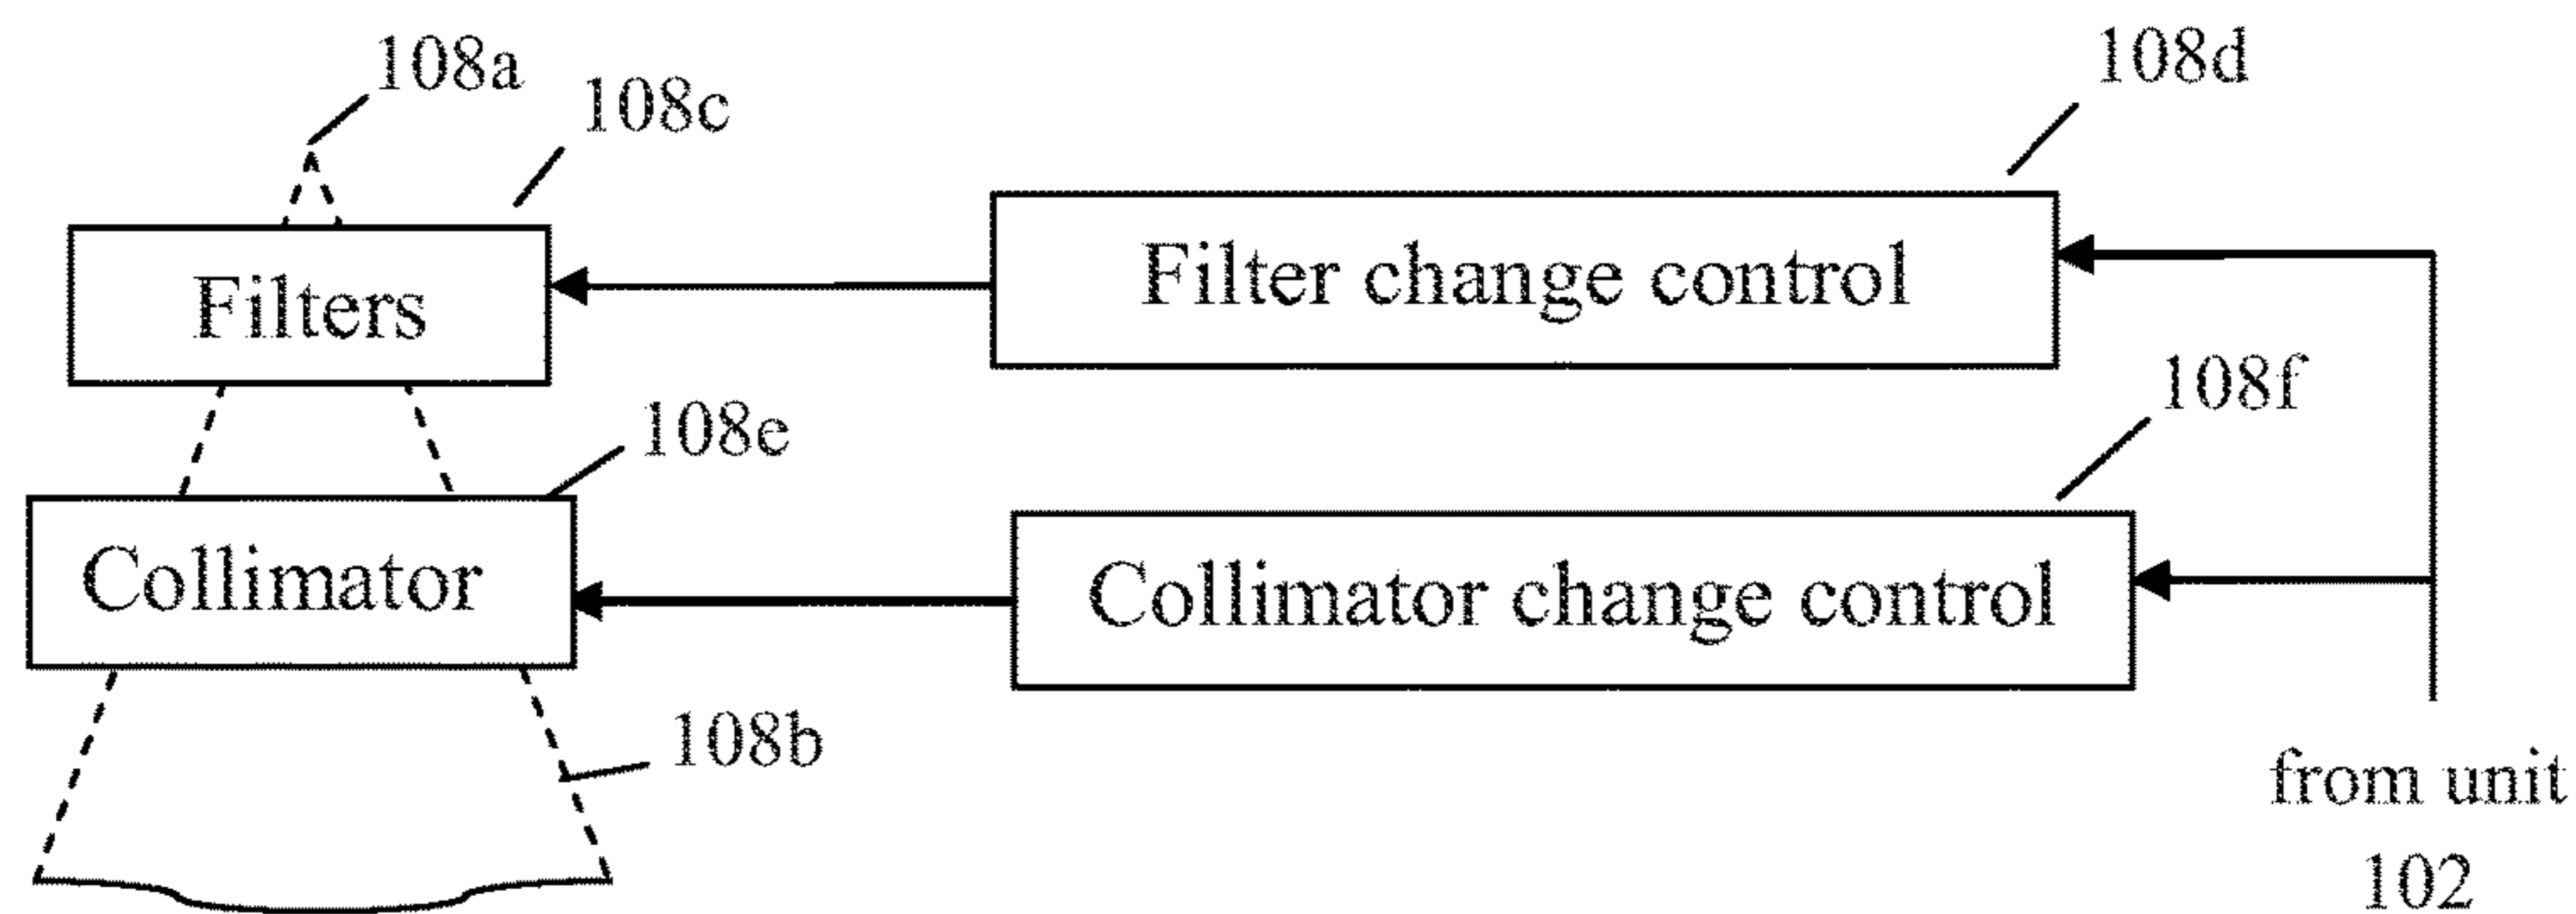 108a
108c
108d
Filters
Filter change control
108e
108f
Collimator
Collimator change control
108b
from unit
102